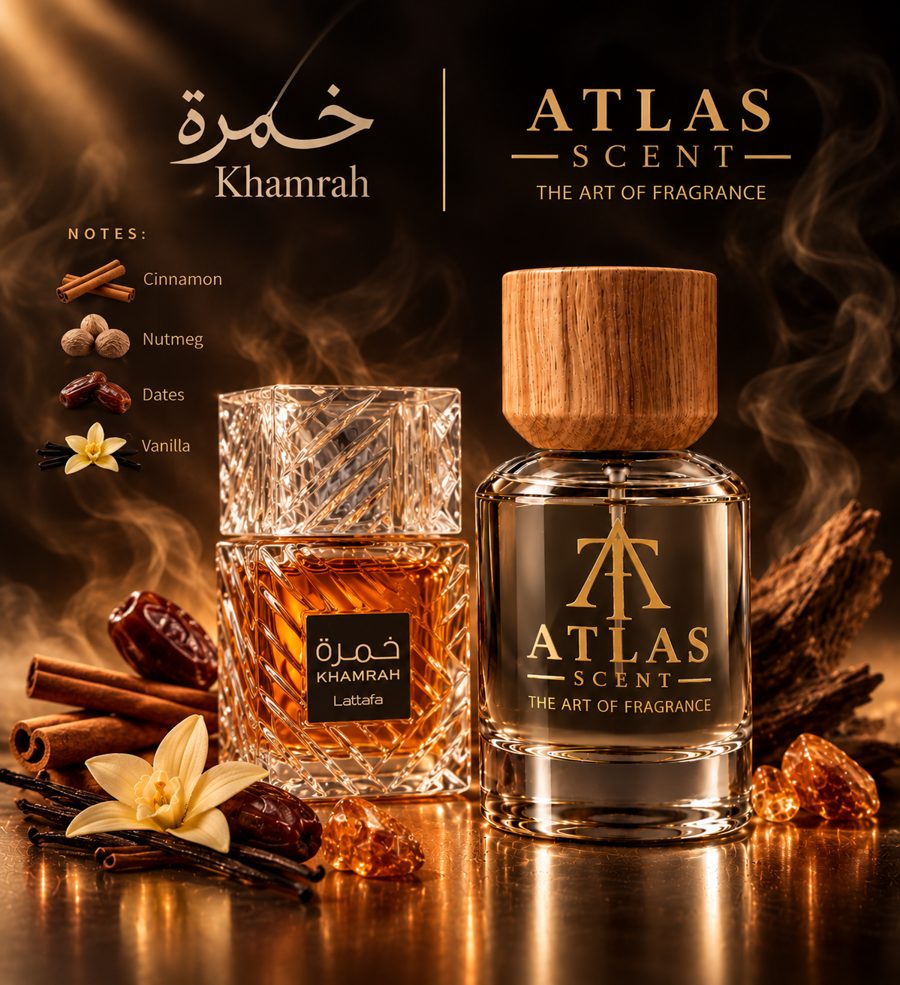 خمرة
Khamrah
ATLAS
SCENT
THE ART OF FRAGRANCE
NOTES:
Cinnamon
Nutmeg
Dates
Vanilla
خمرة
KHAMRAH
Lattafa
ATLAS
SCENT
THE ART OF FRAGRANCE